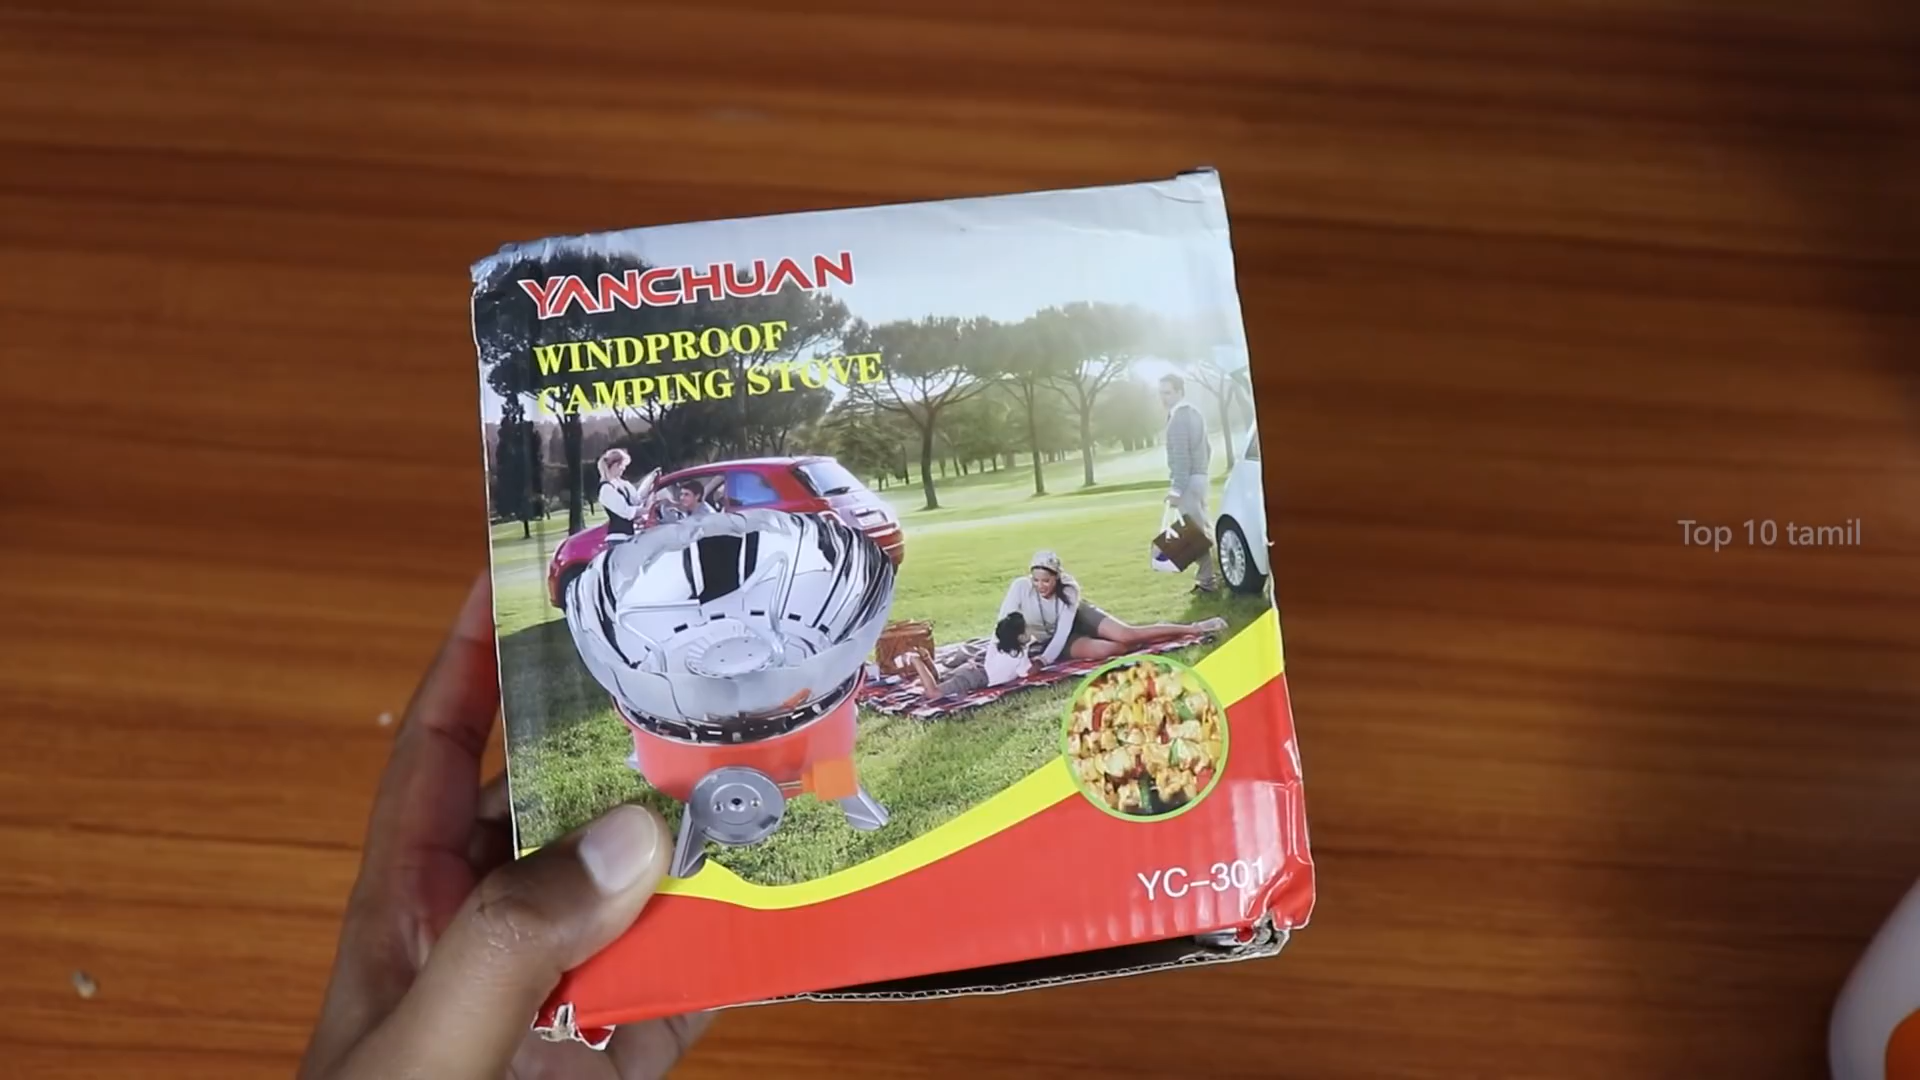 YANCHUAN
WINDPROOF
CAMPING STOVE
Top 10 tamil
YC-301